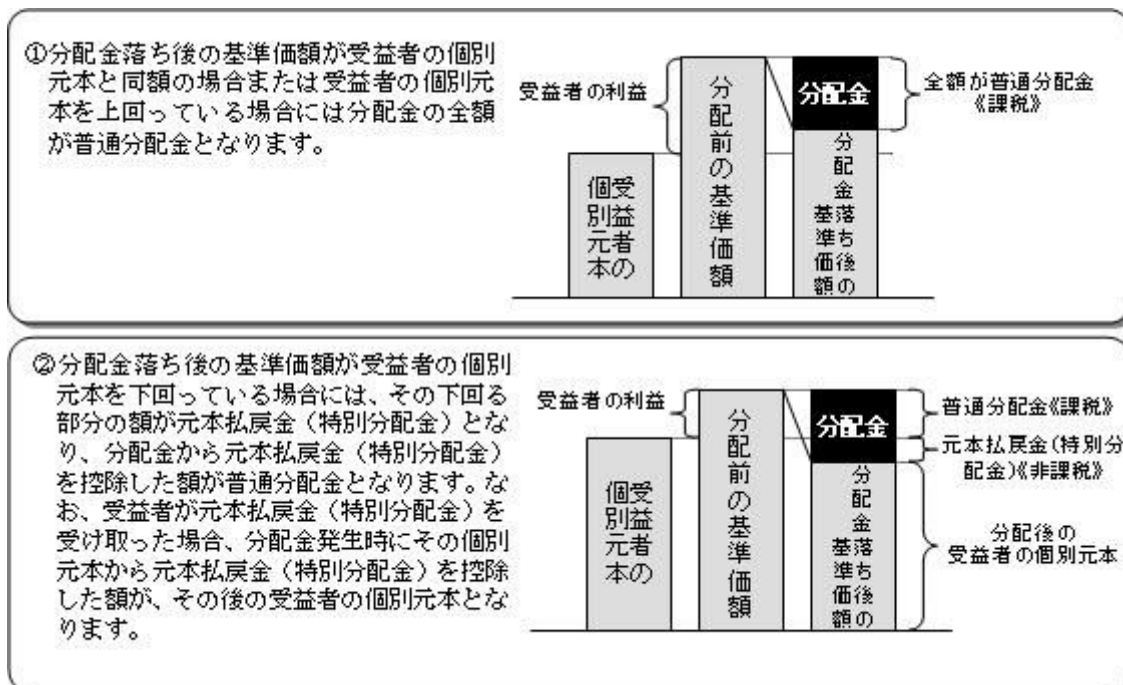 ①分配金落ち後の基準価額が受益者の個別
元本と同額の場合または受益者の個別元
本を上回っている場合には分配金の全額
が普通分配金となります。
受益者の利益
受益者の
個別元本
分配前の基準価額
分配金
分配金落ち後の
基準価額
全額が普通分配金
《課税》
②分配金落ち後の基準価額が受益者の個別
元本を下回っている場合には、その下回る
部分の額が元本払戻金（特別分配金）とな
り、分配金から元本払戻金（特別分配金）
を控除した額が普通分配金となります。な
お、受益者が元本払戻金（特別分配金）を
受け取った場合、分配金発生時にその個別
元本から元本払戻金（特別分配金）を控除
した額が、その後の受益者の個別元本とな
ります。
受益者の利益
受益者の
個別元本
分配前の基準価額
分配金
分配金落ち後の
基準価額
普通分配金《課税》
元本払戻金(特別分
配金)《非課税》
分配後の
受益者の個別元本